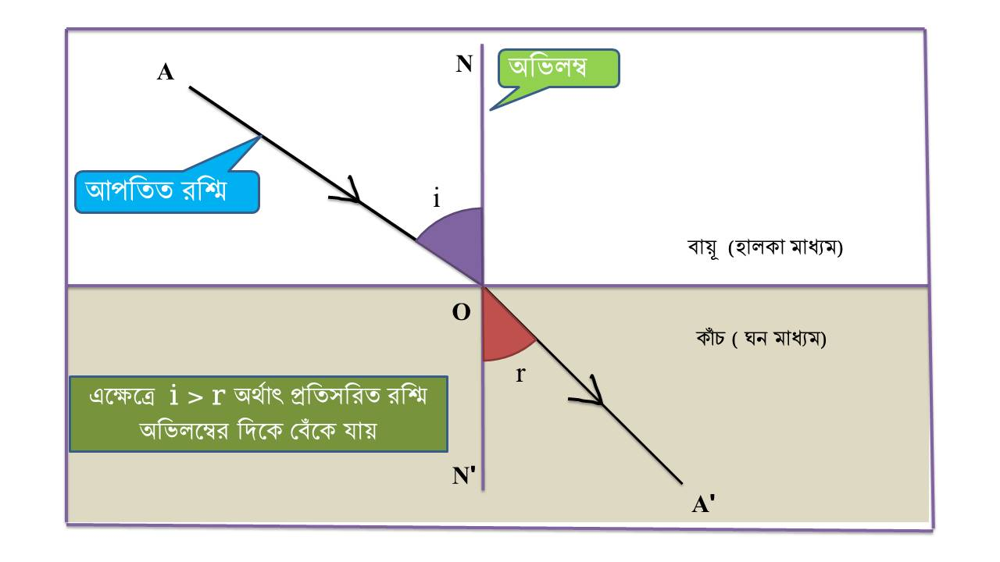 A
N
অভিলম্ব
আপতিত রশ্মি
i
বায়ূ (হালকা মাধ্যম)
O
কাঁচ ( ঘন মাধ্যম)
r
এক্ষেত্রে i > r অর্থাৎ প্রতিসরিত রশ্মি
অভিলম্বের দিকে বেঁকে যায়
N'
A'